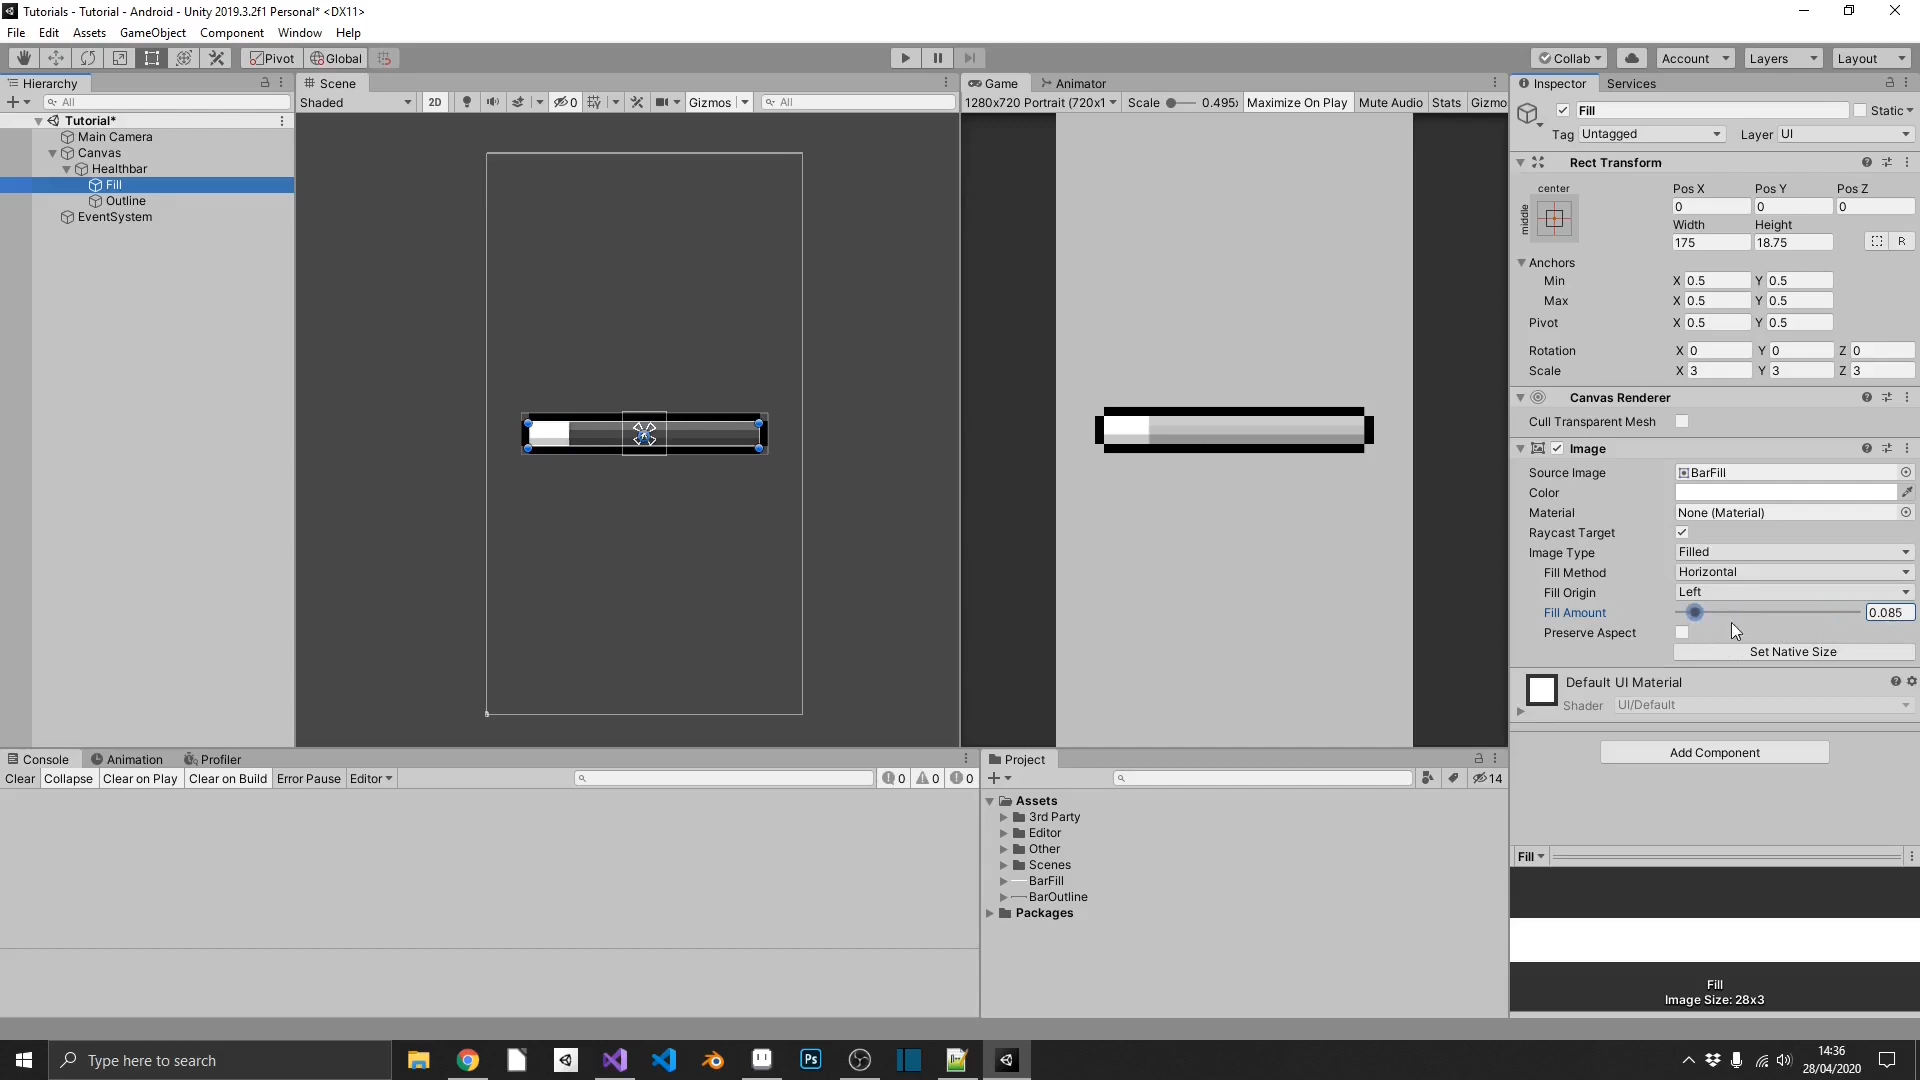 Tutorials - Tutorial - Android - Unity 2019.3.2f1 Personal* <DX11>
File Edit Assets GameObject Component Window Help
Pivot Global Collab Account Layers Layout
Hierarchy
All
Tutorial*
Main Camera
Canvas
Healthbar
Fill
Outline
EventSystem
Scene
Shaded 2D 0 Gizmos All
Game Animator
1280x720 Portrait (720x1 Scale 0.495x Maximize On Play Mute Audio Stats Gizmo
Inspector Services
Fill Static
Tag Untagged Layer UI
Rect Transform
center
middle
Pos X Pos Y Pos Z
0 0 0
Width Height
175 18.75 R
Anchors
Min X 0.5 Y 0.5
Max X 0.5 Y 0.5
Pivot X 0.5 Y 0.5
Rotation X 0 Y 0 Z 0
Scale X 3 Y 3 Z 3
Canvas Renderer
Cull Transparent Mesh
Image
Source Image BarFill
Color
Material None (Material)
Raycast Target
Image Type Filled
Fill Method Horizontal
Fill Origin Left
Fill Amount 0.085
Preserve Aspect
Set Native Size
Default UI Material
Shader UI/Default
Add Component
Fill
Fill
Image Size: 28x3
Console Animation Profiler
Clear Collapse Clear on Play Clear on Build Error Pause Editor 0 0 0
Project
14
Assets
3rd Party
Editor
Other
Scenes
BarFill
BarOutline
Packages
Type here to search
Ps
14:36
28/04/2020